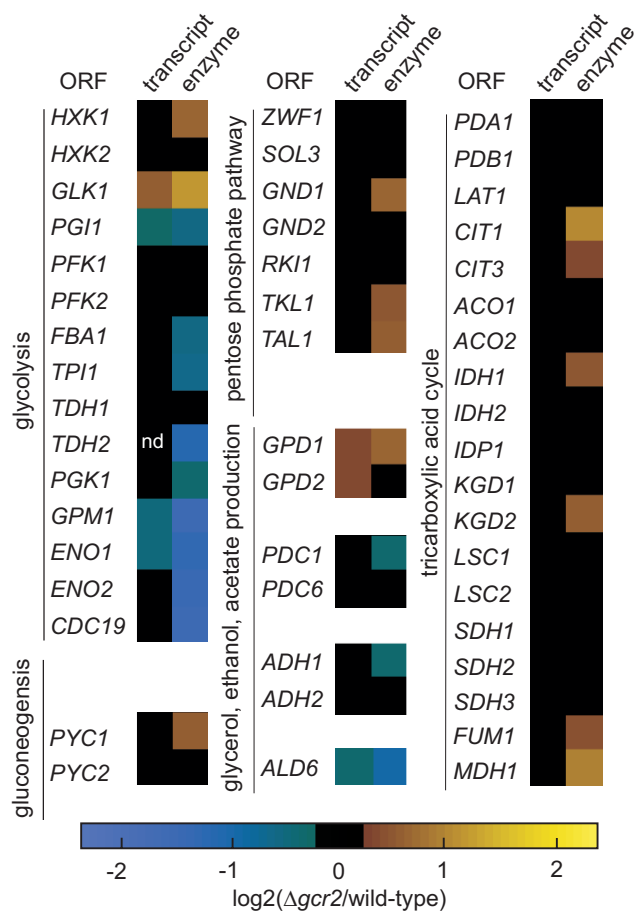 ORF transcript enzyme
glycolysis
HXK1
HXK2
GLK1
PGI1
PFK1
PFK2
FBA1
TPI1
TDH1
TDH2 nd
PGK1
GPM1
ENO1
ENO2
CDC19
gluconeogensis
PYC1
PYC2
ORF transcript enzyme
pentose phosphate pathway
ZWF1
SOL3
GND1
GND2
RKI1
TKL1
TAL1
glycerol, ethanol, acetate production
GPD1
GPD2
PDC1
PDC6
ADH1
ADH2
ALD6
ORF transcript enzyme
tricarboxylic acid cycle
PDA1
PDB1
LAT1
CIT1
CIT3
ACO1
ACO2
IDH1
IDH2
IDP1
KGD1
KGD2
LSC1
LSC2
SDH1
SDH2
SDH3
FUM1
MDH1
-2 -1 0 1 2
log2(Δgcr2/wild-type)